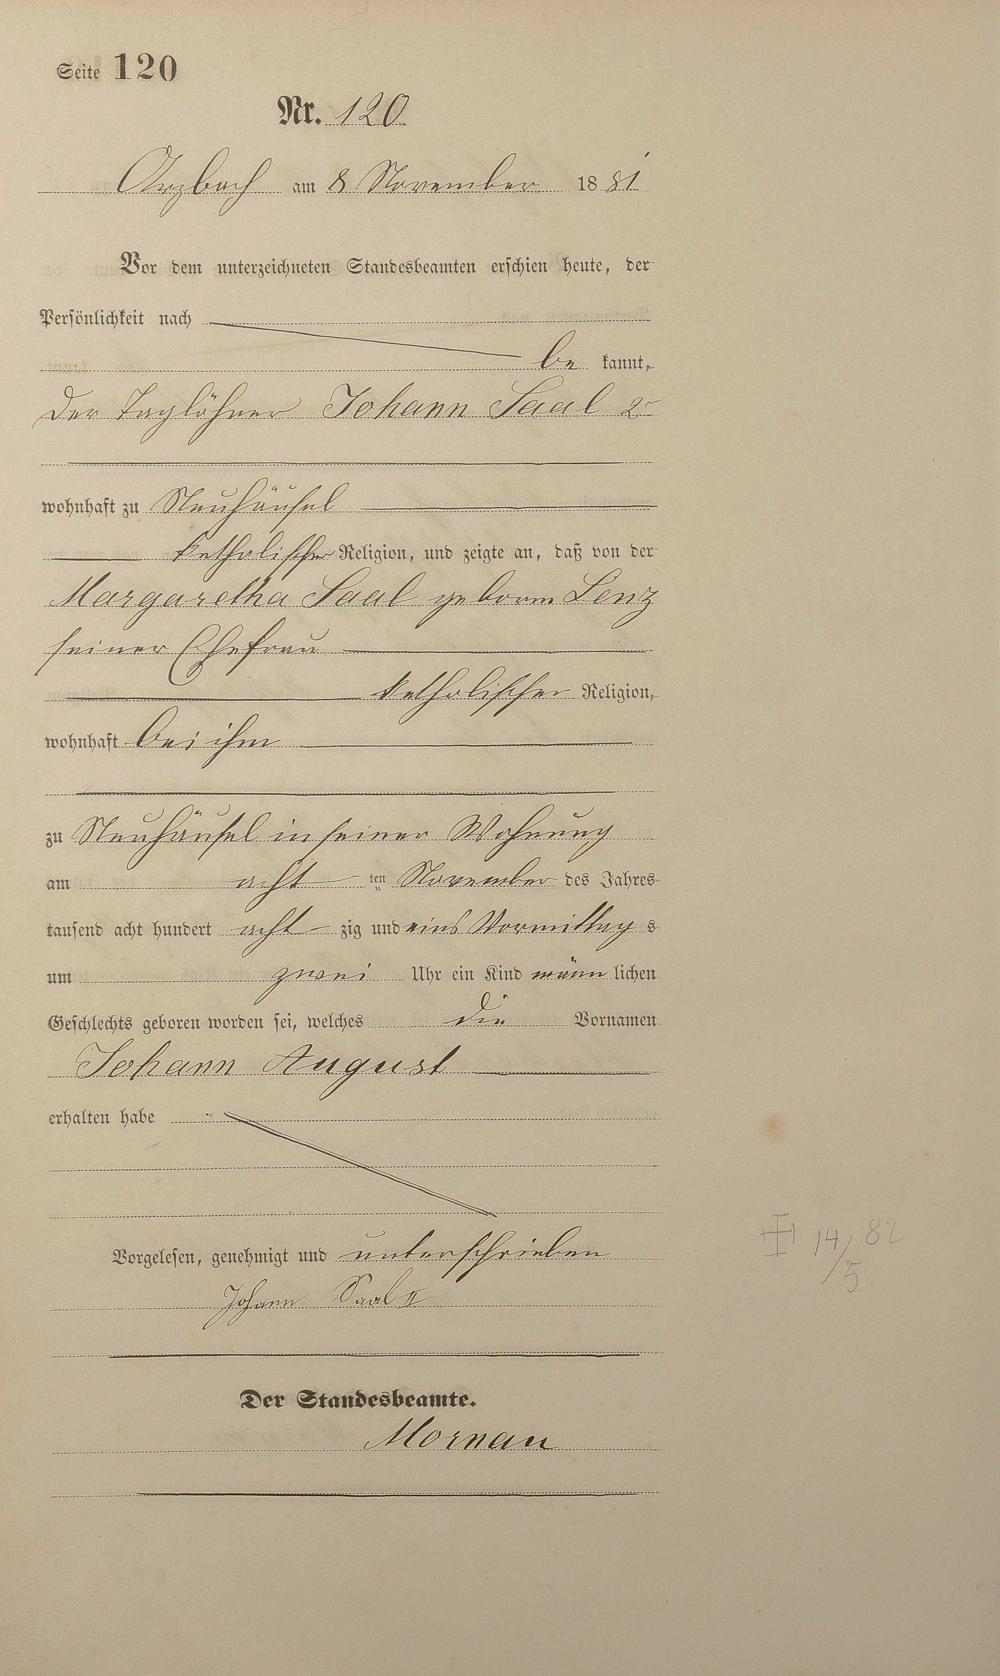 Seite 120
Nr. 120
Arzbach am 8 November 1881
Vor dem unterzeichneten Standesbeamten erschien heute, der
Persönlichkeit nach
be kannt,
der Taglöhner Johann Saal 2r
wohnhaft zu Neuhäusel
katholischer Religion, und zeigte an, daß von der
Margaretha Saal geboren Lenz
seiner Ehefrau
katholischer Religion,
wohnhaft bei ihm
zu Neuhäusel in seiner Wohnung
am acht ten November des Jahres
tausend acht hundert acht zig und eins Vormittag s
um zwei Uhr ein Kind männ lichen
Geschlechts geboren worden sei, welches die Vornamen
Johann August
erhalten habe
Vorgelesen, genehmigt und unterschrieben
Johann Saal II
14/5 82
Der Standesbeamte.
Mornau